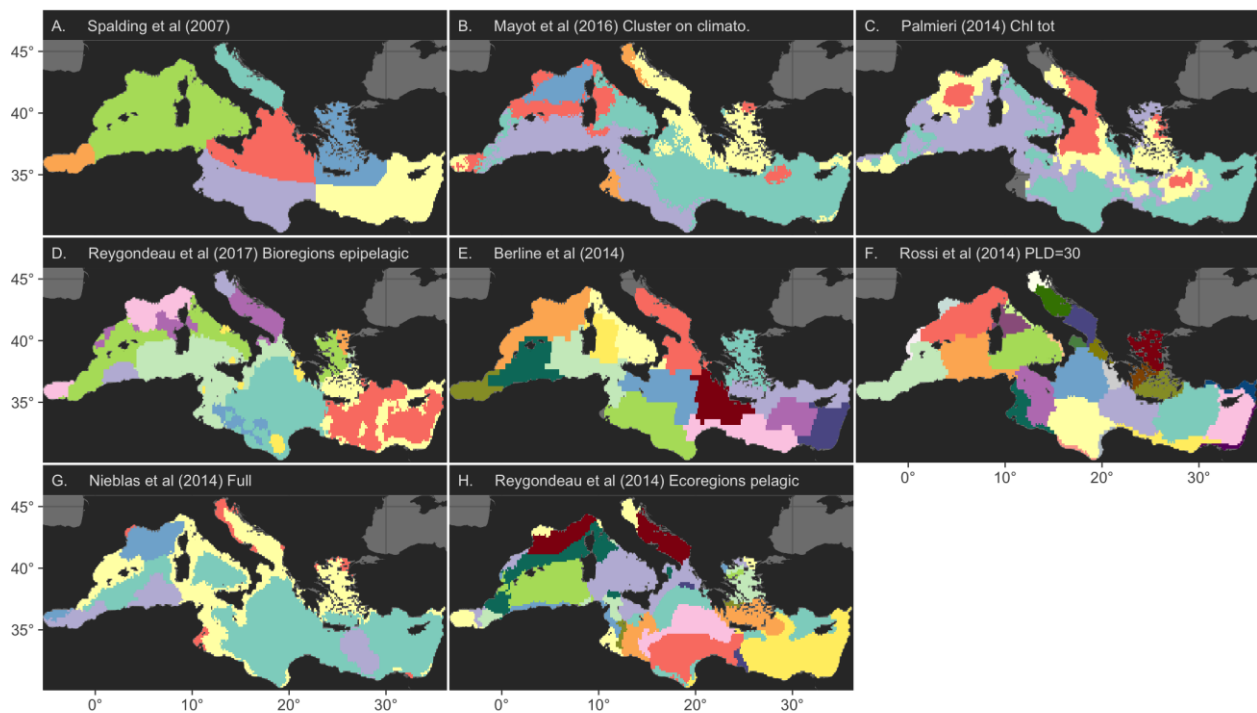 A. Spalding et al (2007)
B. Mayot et al (2016) Cluster on climato.
C. Palmieri (2014) Chl tot
45°
40°
35°
D. Reygondeau et al (2017) Bioregions epipelagic
E. Berline et al (2014)
F. Rossi et al (2014) PLD=30
45°
40°
35°
0° 10° 20° 30°
G. Nieblas et al (2014) Full
H. Reygondeau et al (2014) Ecoregions pelagic
45°
40°
35°
0° 10° 20° 30° 0° 10° 20° 30°